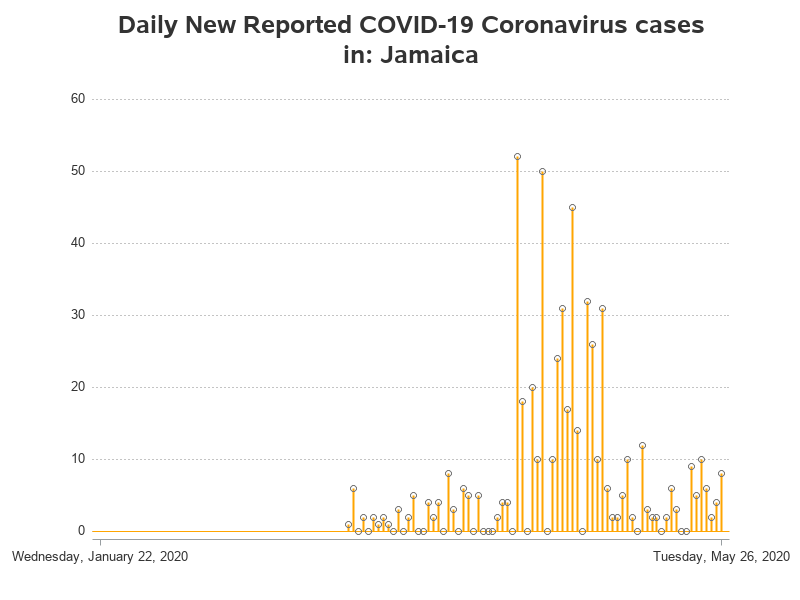 Daily New Reported COVID-19 Coronavirus cases
in: Jamaica
60
50
40
30
20
10
0
Wednesday, January 22, 2020
Tuesday, May 26, 2020